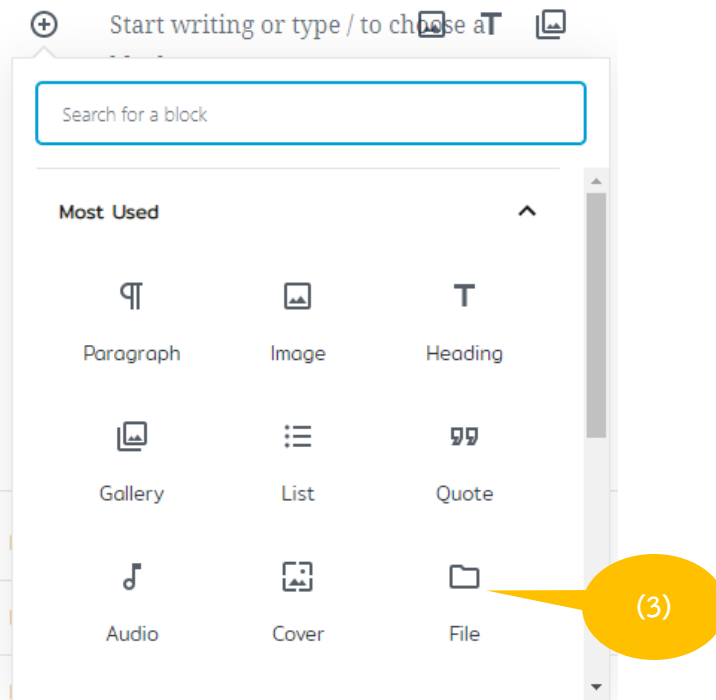 Start writing or type / to choose a
Search for a block
Most Used
Paragraph Image Heading
Gallery List Quote
Audio Cover File
(3)